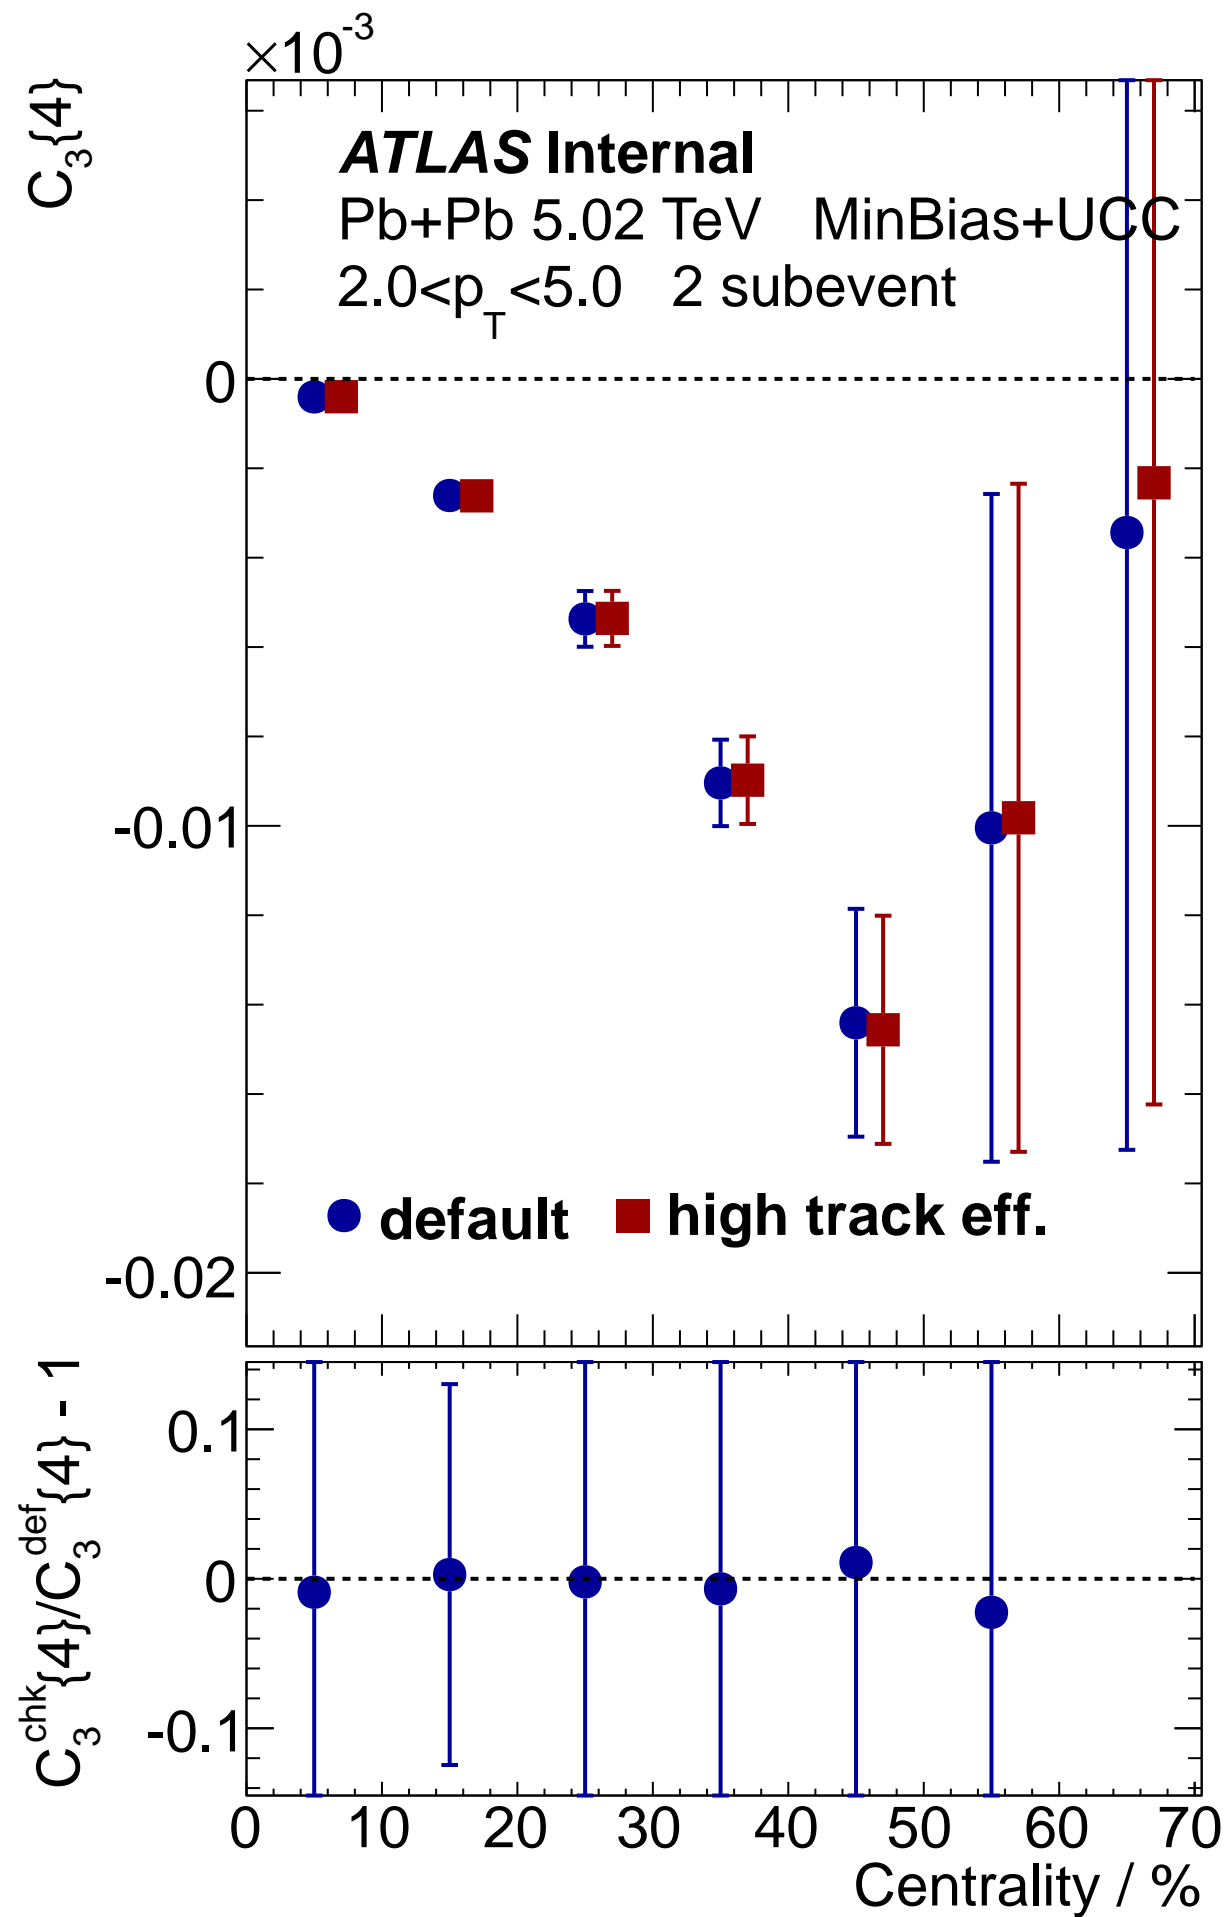 ×10⁻³
C₃{4}
ATLAS Internal
Pb+Pb 5.02 TeV MinBias+UCC
2.0<p_T<5.0 2 subevent
0
-0.01
-0.02
default high track eff.
C₃^chk{4}/C₃^def{4} - 1
0.1
0
-0.1
0 10 20 30 40 50 60 70
Centrality / %